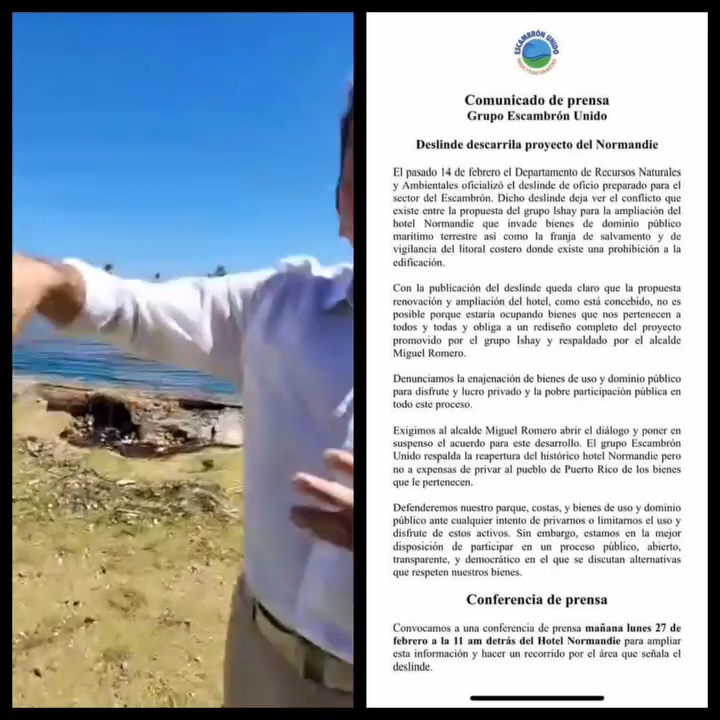 ESCAMBRÓN UNIDO
Comunicado de prensa
Grupo Escambrón Unido
Deslinde descarrila proyecto del Normandie
El pasado 14 de febrero el Departamento de Recursos Naturales
y Ambientales oficializó el deslinde de oficio preparado para el
sector del Escambrón. Dicho deslinde deja ver el conflicto que
existe entre la propuesta del grupo Ishay para la ampliación del
hotel Normandie que invade bienes de dominio público
marítimo terrestre así como la franja de salvamento y de
vigilancia del litoral costero donde existe una prohibición a la
edificación.
Con la publicación del deslinde queda claro que la propuesta
renovación y ampliación del hotel, como está concebido, no es
posible porque estaría ocupando bienes que nos pertenecen a
todos y todas y obliga a un rediseño completo del proyecto
promovido por el grupo Ishay y respaldado por el alcalde
Miguel Romero.
Denunciamos la enajenación de bienes de uso y dominio público
para disfrute y lucro privado y la pobre participación pública en
todo este proceso.
Exigimos al alcalde Miguel Romero abrir el diálogo y poner en
suspenso el acuerdo para este desarrollo. El grupo Escambrón
Unido respalda la reapertura del histórico hotel Normandie pero
no a expensas de privar al pueblo de Puerto Rico de los bienes
que le pertenecen.
Defenderemos nuestro parque, costas, y bienes de uso y dominio
público ante cualquier intento de privarnos o limitarnos el uso y
disfrute de estos activos. Sin embargo, estamos en la mejor
disposición de participar en un proceso público, abierto,
transparente, y democrático en el que se discutan alternativas
que respeten nuestros bienes.
Conferencia de prensa
Convocamos a una conferencia de prensa mañana lunes 27 de
febrero a la 11 am detrás del Hotel Normandie para ampliar
esta información y hacer un recorrido por el área que señala el
deslinde.